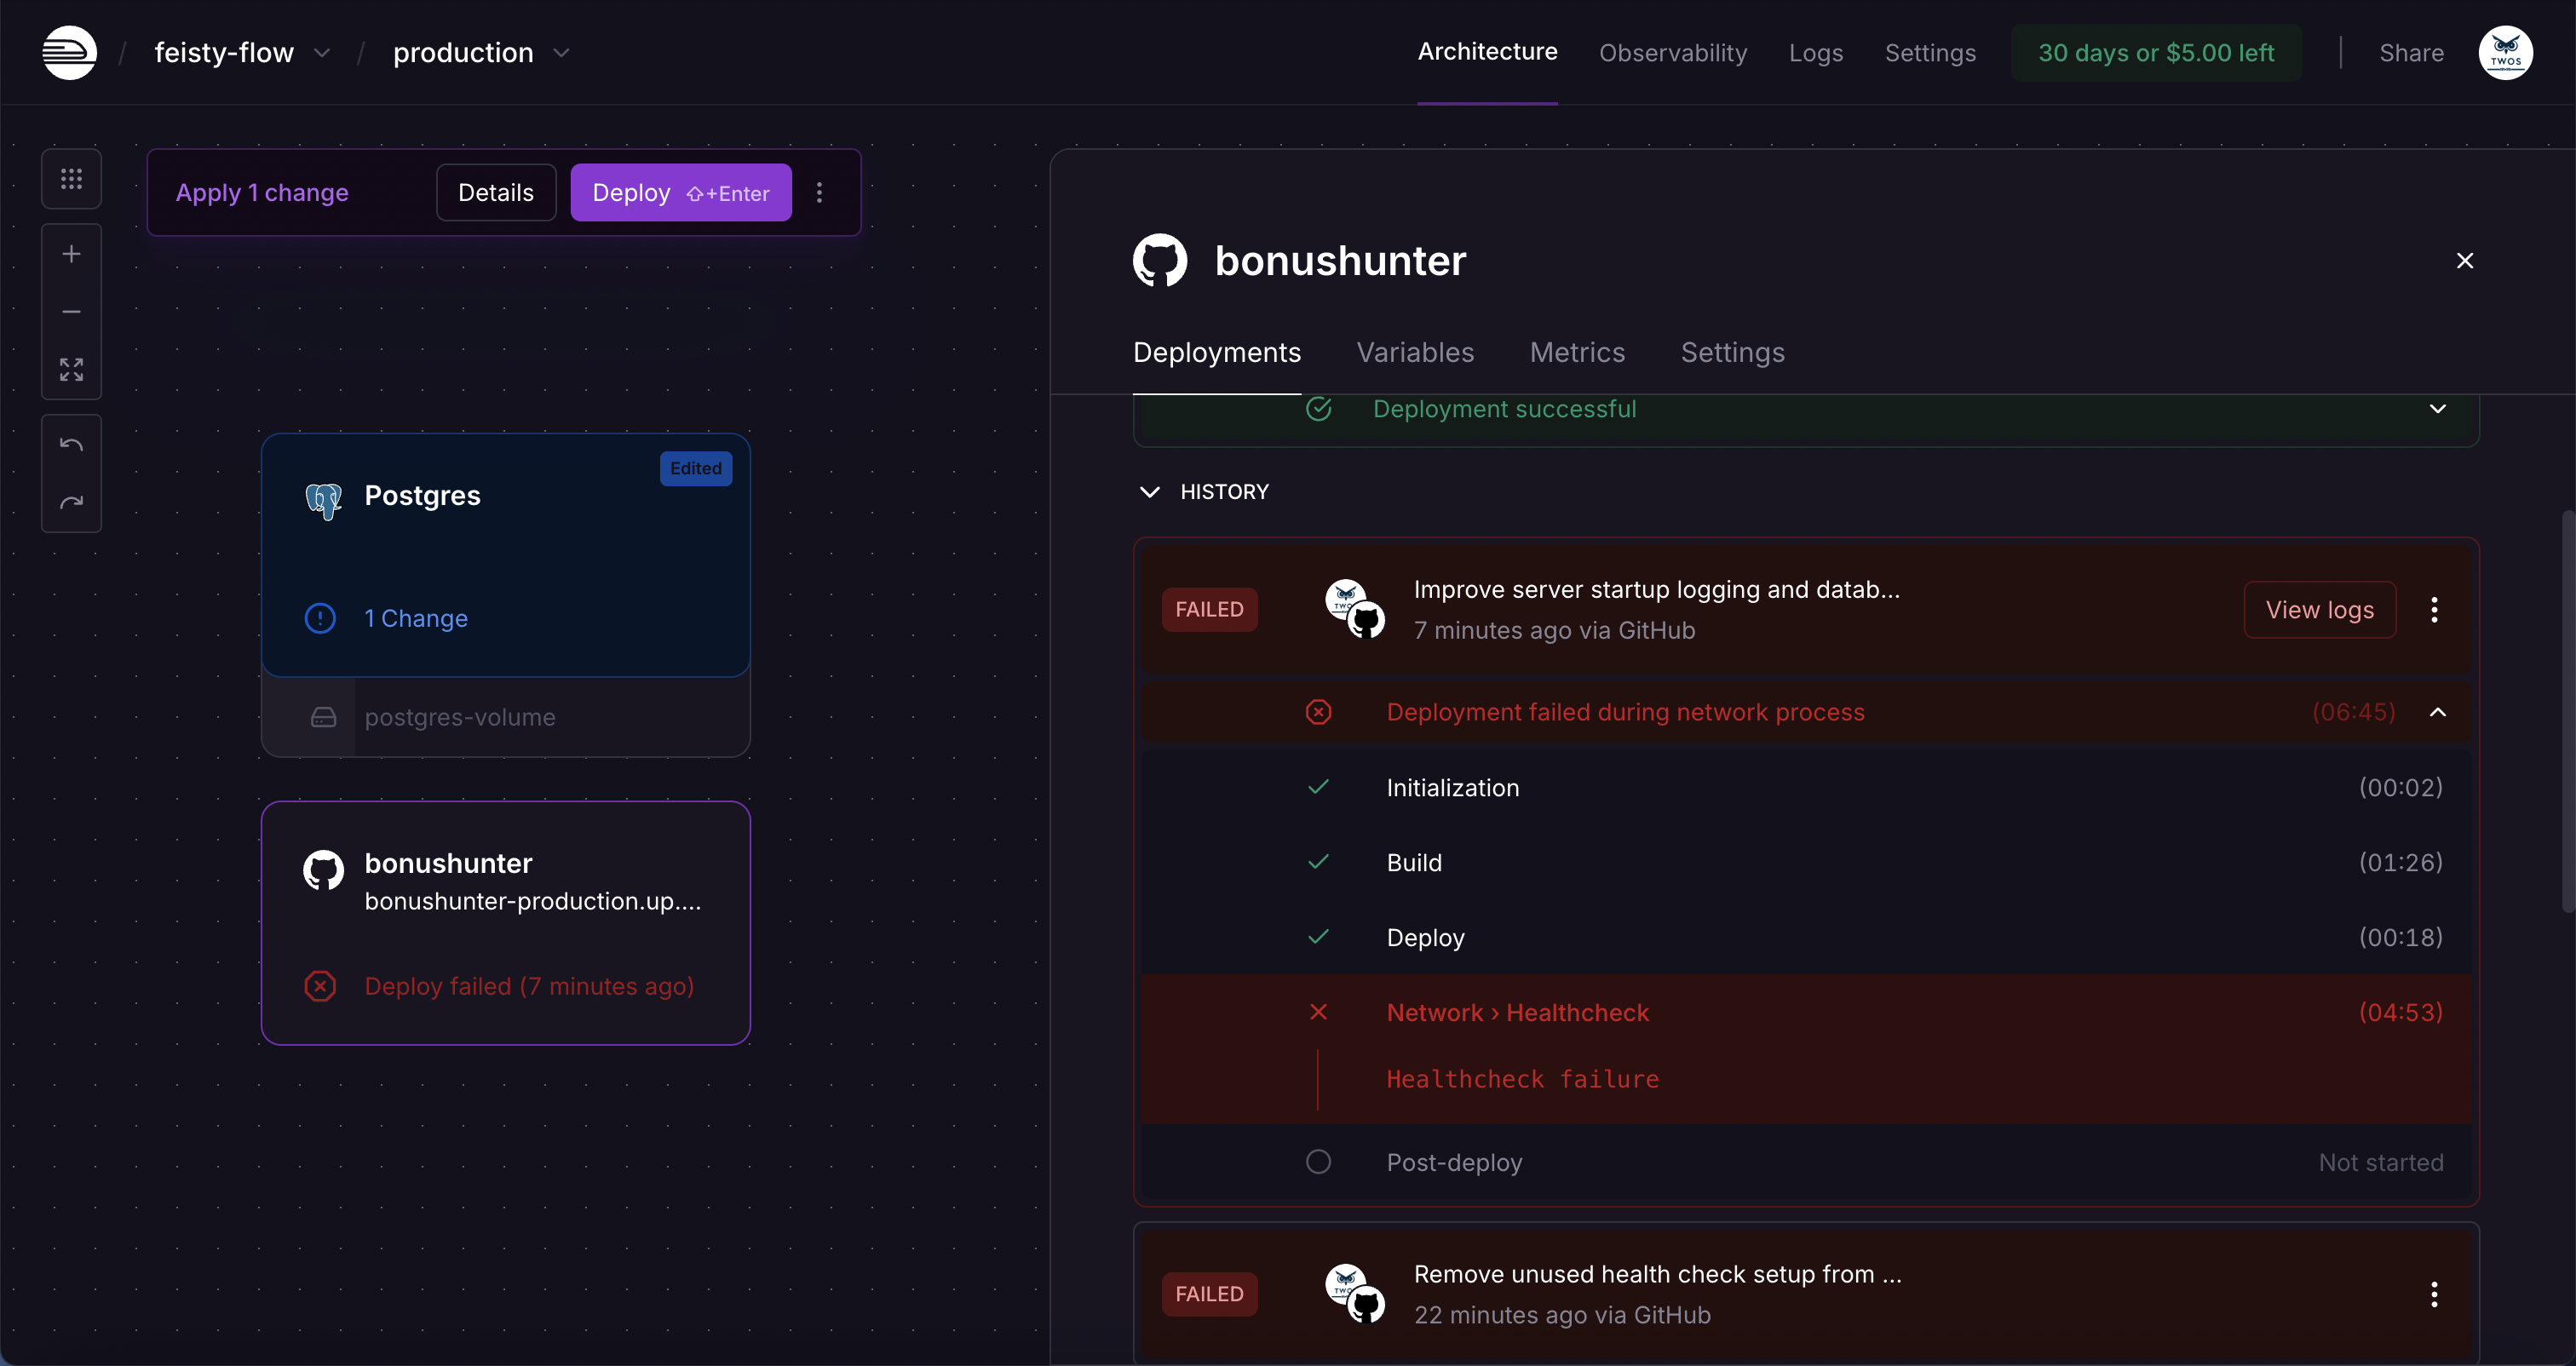 / feisty-flow / production
Architecture Observability Logs Settings 30 days or $5.00 left Share TWOS
Apply 1 change Details Deploy ⇧+Enter
bonushunter
Deployments Variables Metrics Settings
Deployment successful
HISTORY
Edited
Postgres
1 Change
postgres-volume
bonushunter
bonushunter-production.up....
Deploy failed (7 minutes ago)
FAILED
Improve server startup logging and datab...
7 minutes ago via GitHub
View logs
Deployment failed during network process (06:45)
Initialization (00:02)
Build (01:26)
Deploy (00:18)
Network › Healthcheck (04:53)
Healthcheck failure
Post-deploy Not started
FAILED
Remove unused health check setup from ...
22 minutes ago via GitHub